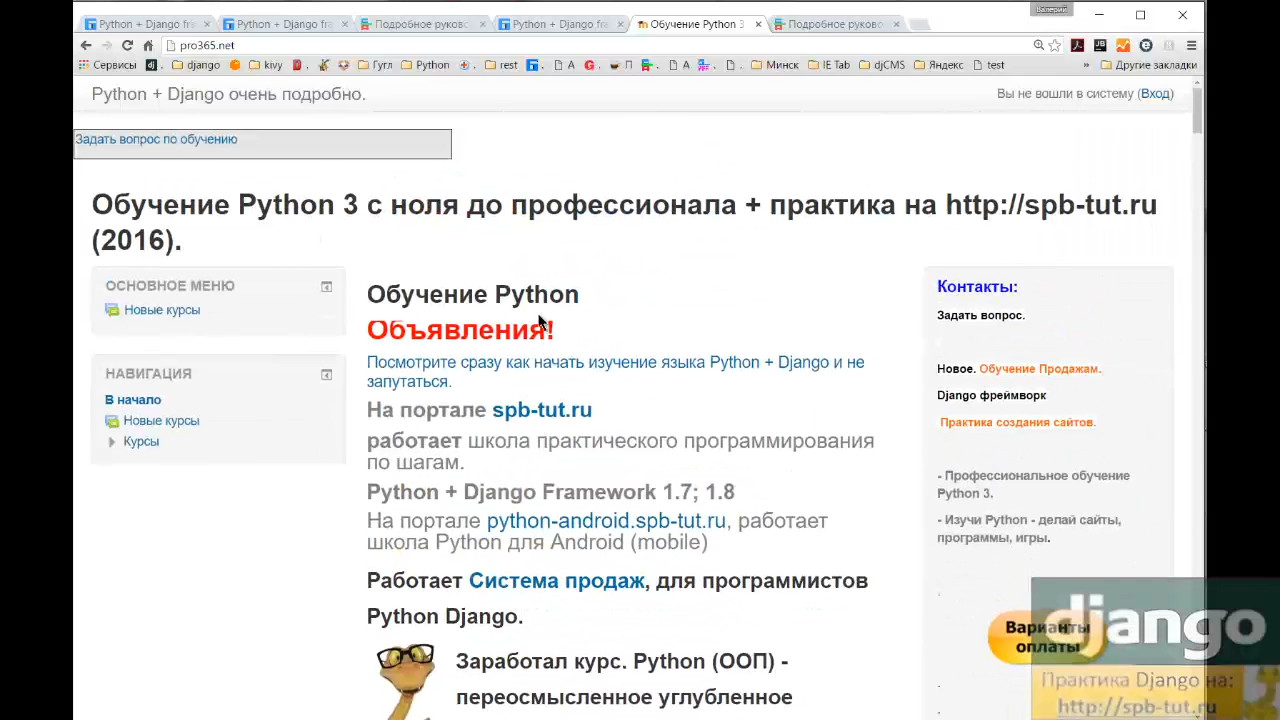 Валерий
Python + Django fra
Python + Django fra
Подробное руково
Python + Django fra
Обучение Python 3
Подробное руково
pro365.net
Сервисы
django
kivy
Гугл
Python
rest
А
П
А
Минск
IE Tab
djCMS
Яндекс
test
»
Другие закладки
Python + Django очень подробно.
Вы не вошли в систему (Вход)
Задать вопрос по обучению
Обучение Python 3 с ноля до профессионала + практика на http://spb-tut.ru
(2016).
ОСНОВНОЕ МЕНЮ
Новые курсы
НАВИГАЦИЯ
В начало
Новые курсы
Курсы
Обучение Python
Объявления!
Посмотрите сразу как начать изучение языка Python + Django и не
запутаться.
На портале spb-tut.ru
работает школа практического программирования
по шагам.
Python + Django Framework 1.7; 1.8
На портале python-android.spb-tut.ru, работает
школа Python для Android (mobile)
Работает Система продаж, для программистов
Python Django.
Заработал курс. Python (ООП) -
переосмысленное углубленное
Контакты:
Задать вопрос.
Новое. Обучение Продажам.
Django фреймворк
Практика создания сайтов.
- Профессиональное обучение
Python 3.
- Изучи Python - делай сайты,
программы, игры.
Варианты
оплаты
django
Практика Django на:
http://spb-tut.ru